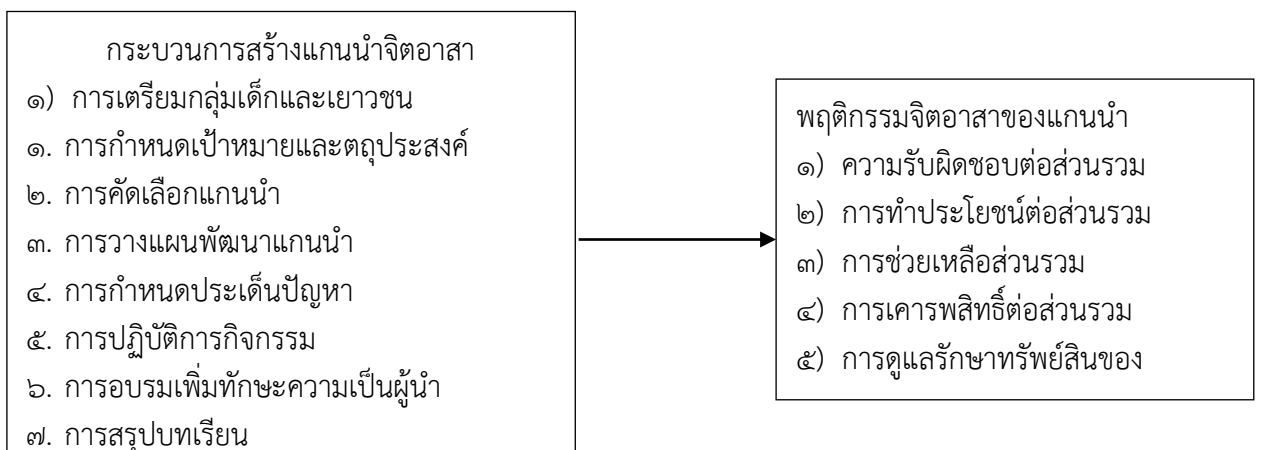 กระบวนการสร้างแกนนำจิตอาสา
๑) การเตรียมกลุ่มเด็กและเยาวชน
๑. การกำหนดเป้าหมายและตถุประสงค์
๒. การคัดเลือกแกนนำ
๓. การวางแผนพัฒนาแกนนำ
๔. การกำหนดประเด็นปัญหา
๕. การปฏิบัติการกิจกรรม
๖. การอบรมเพิ่มทักษะความเป็นผู้นำ
๗. การสรุปบทเรียน
พฤติกรรมจิตอาสาของแกนนำ
๑) ความรับผิดชอบต่อส่วนรวม
๒) การทำประโยชน์ต่อส่วนรวม
๓) การช่วยเหลือส่วนรวม
๔) การเคารพสิทธิ์ต่อส่วนรวม
๕) การดูแลรักษาทรัพย์สินของ